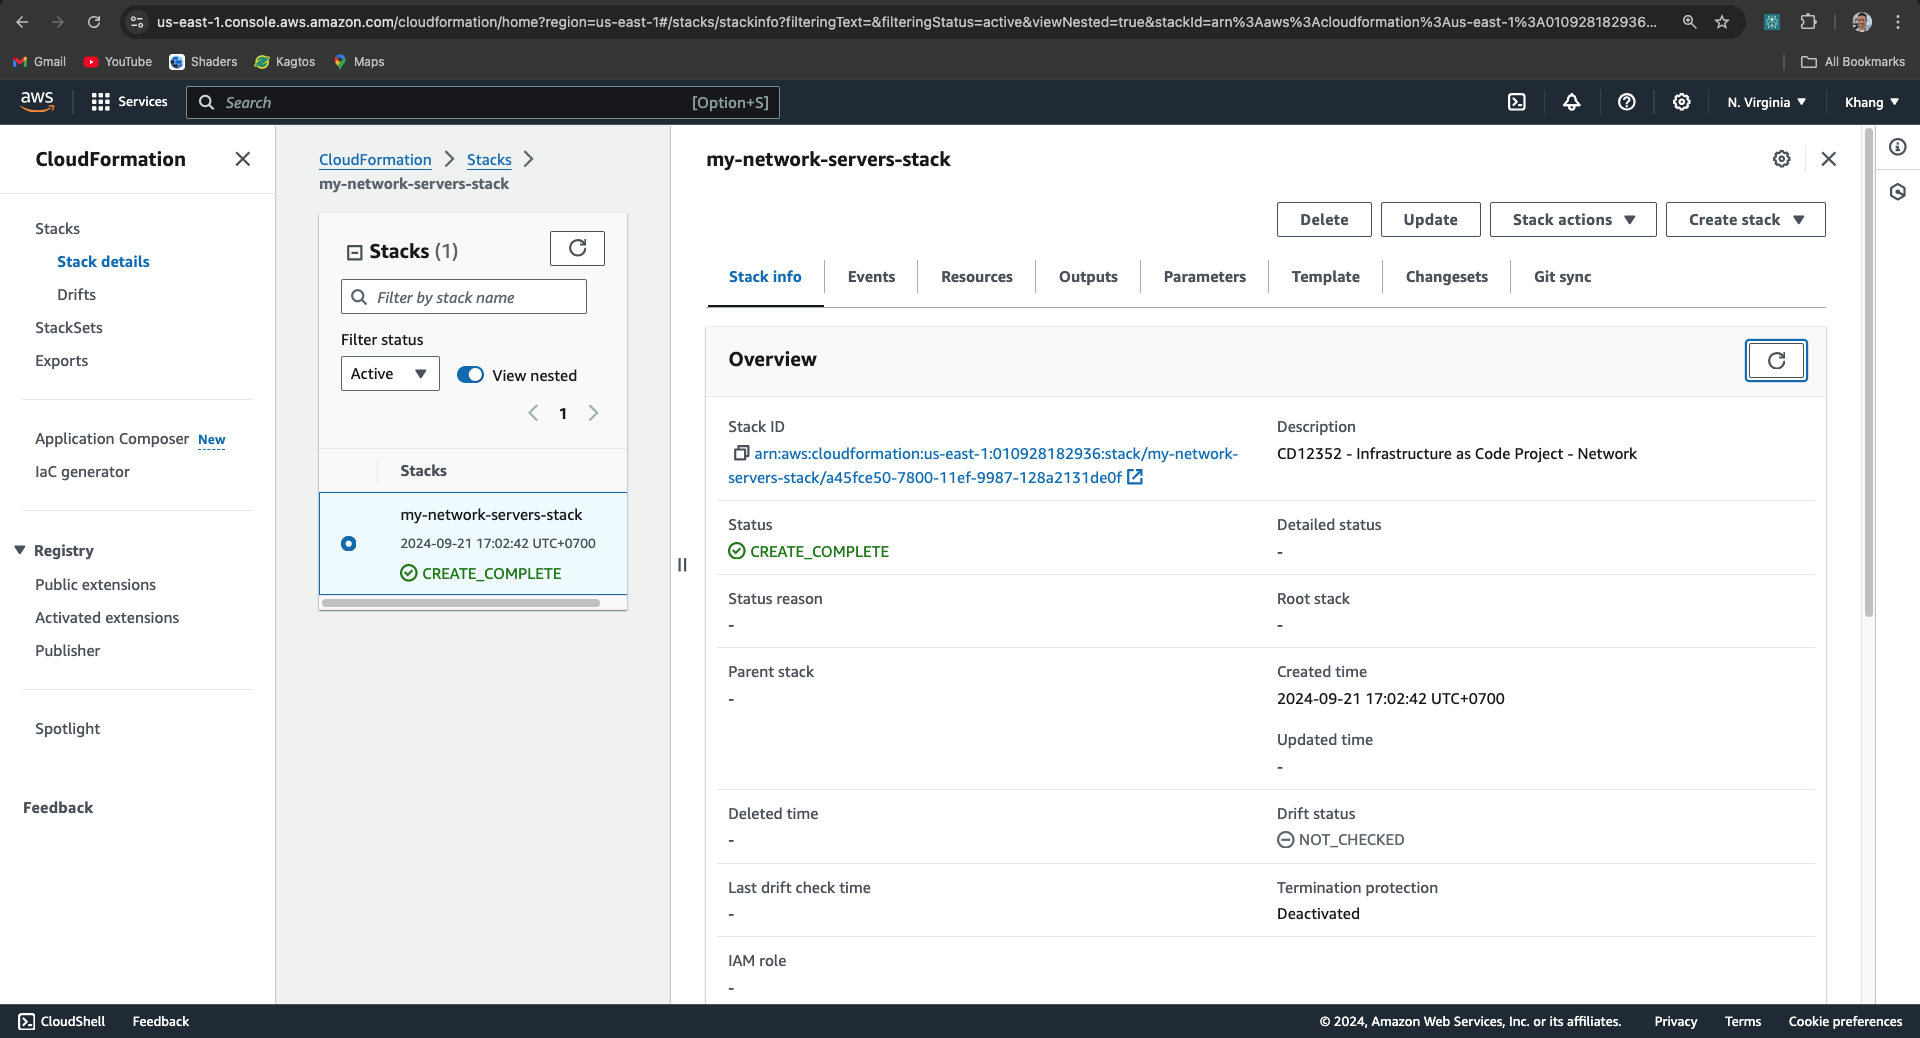 us-east-1.console.aws.amazon.com/cloudformation/home?region=us-east-1#/stacks/stackinfo?filteringText=&filteringStatus=active&viewNested=true&stackId=arn%3Aaws%3Acloudformation%3Aus-east-1%3A010928182936...
Gmail YouTube Shaders Kagtos Maps All Bookmarks
aws Services Search [Option+S] N. Virginia Khang
CloudFormation
Stacks
Stack details
Drifts
StackSets
Exports
Application Composer New
IaC generator
Registry
Public extensions
Activated extensions
Publisher
Spotlight
Feedback
CloudFormation Stacks
my-network-servers-stack
Stacks (1)
Filter by stack name
Filter status
Active View nested
1
Stacks
my-network-servers-stack
2024-09-21 17:02:42 UTC+0700
CREATE_COMPLETE
my-network-servers-stack
Delete Update Stack actions Create stack
Stack info Events Resources Outputs Parameters Template Changesets Git sync
Overview
Stack ID
arn:aws:cloudformation:us-east-1:010928182936:stack/my-network-
servers-stack/a45fce50-7800-11ef-9987-128a2131de0f
Description
CD12352 - Infrastructure as Code Project - Network
Status
CREATE_COMPLETE
Detailed status
-
Status reason
-
Root stack
-
Parent stack
-
Created time
2024-09-21 17:02:42 UTC+0700
Updated time
-
Deleted time
-
Drift status
NOT_CHECKED
Last drift check time
-
Termination protection
Deactivated
IAM role
-
CloudShell Feedback © 2024, Amazon Web Services, Inc. or its affiliates. Privacy Terms Cookie preferences